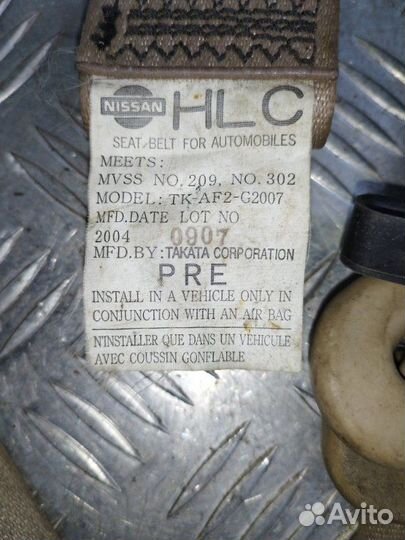 NISSAN HLC
SEAT BELT FOR AUTOMOBILES
MEETS:
MVSS NO. 209, NO. 302
MODEL: TK-AF2-G2007
MFD.DATE LOT NO
2004 0907
MFD.BY: TAKATA CORPORATION
PRE
INSTALL IN A VEHICLE ONLY IN
CONJUNCTION WITH AN AIR BAG
N'INSTALLER QUE DANS UN VEHICULE
AVEC COUSSIN GONFLABLE
Avito